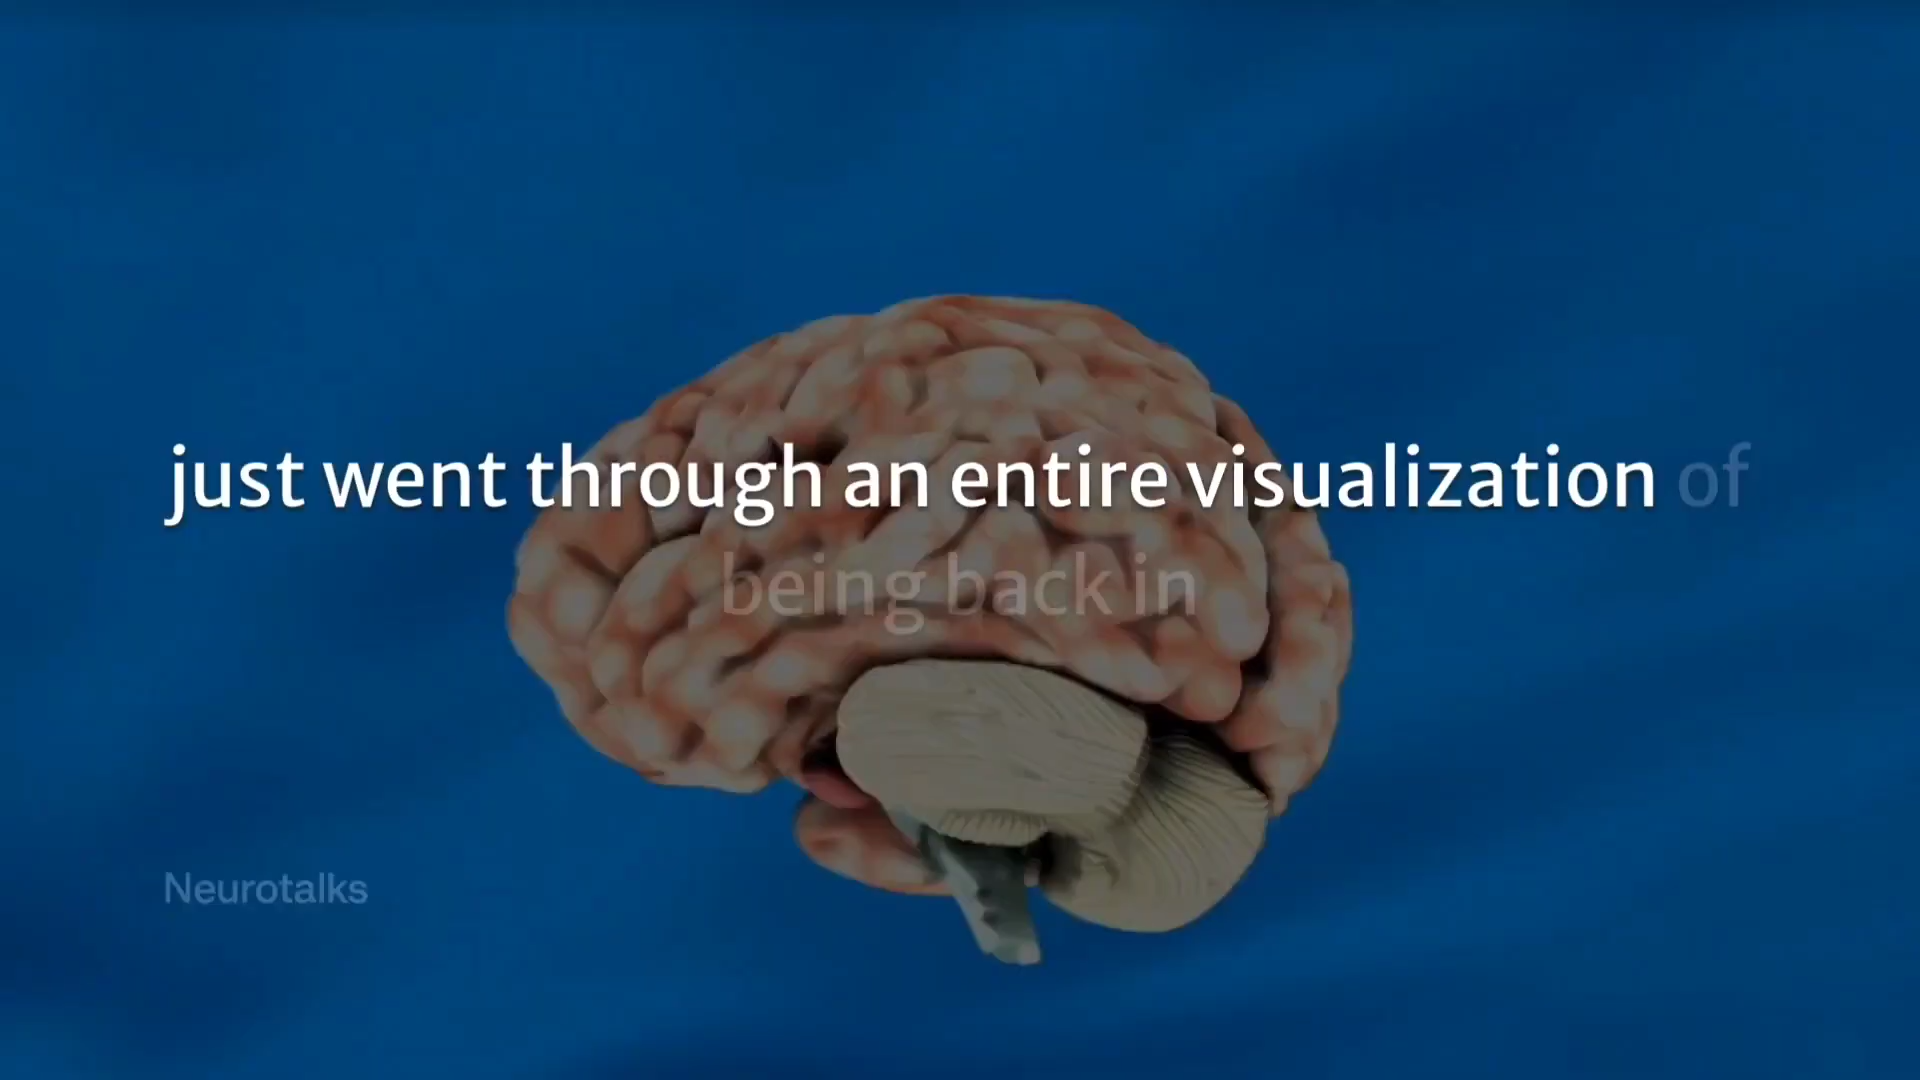 just went through an entire visualization of
being back in
Neurotalks